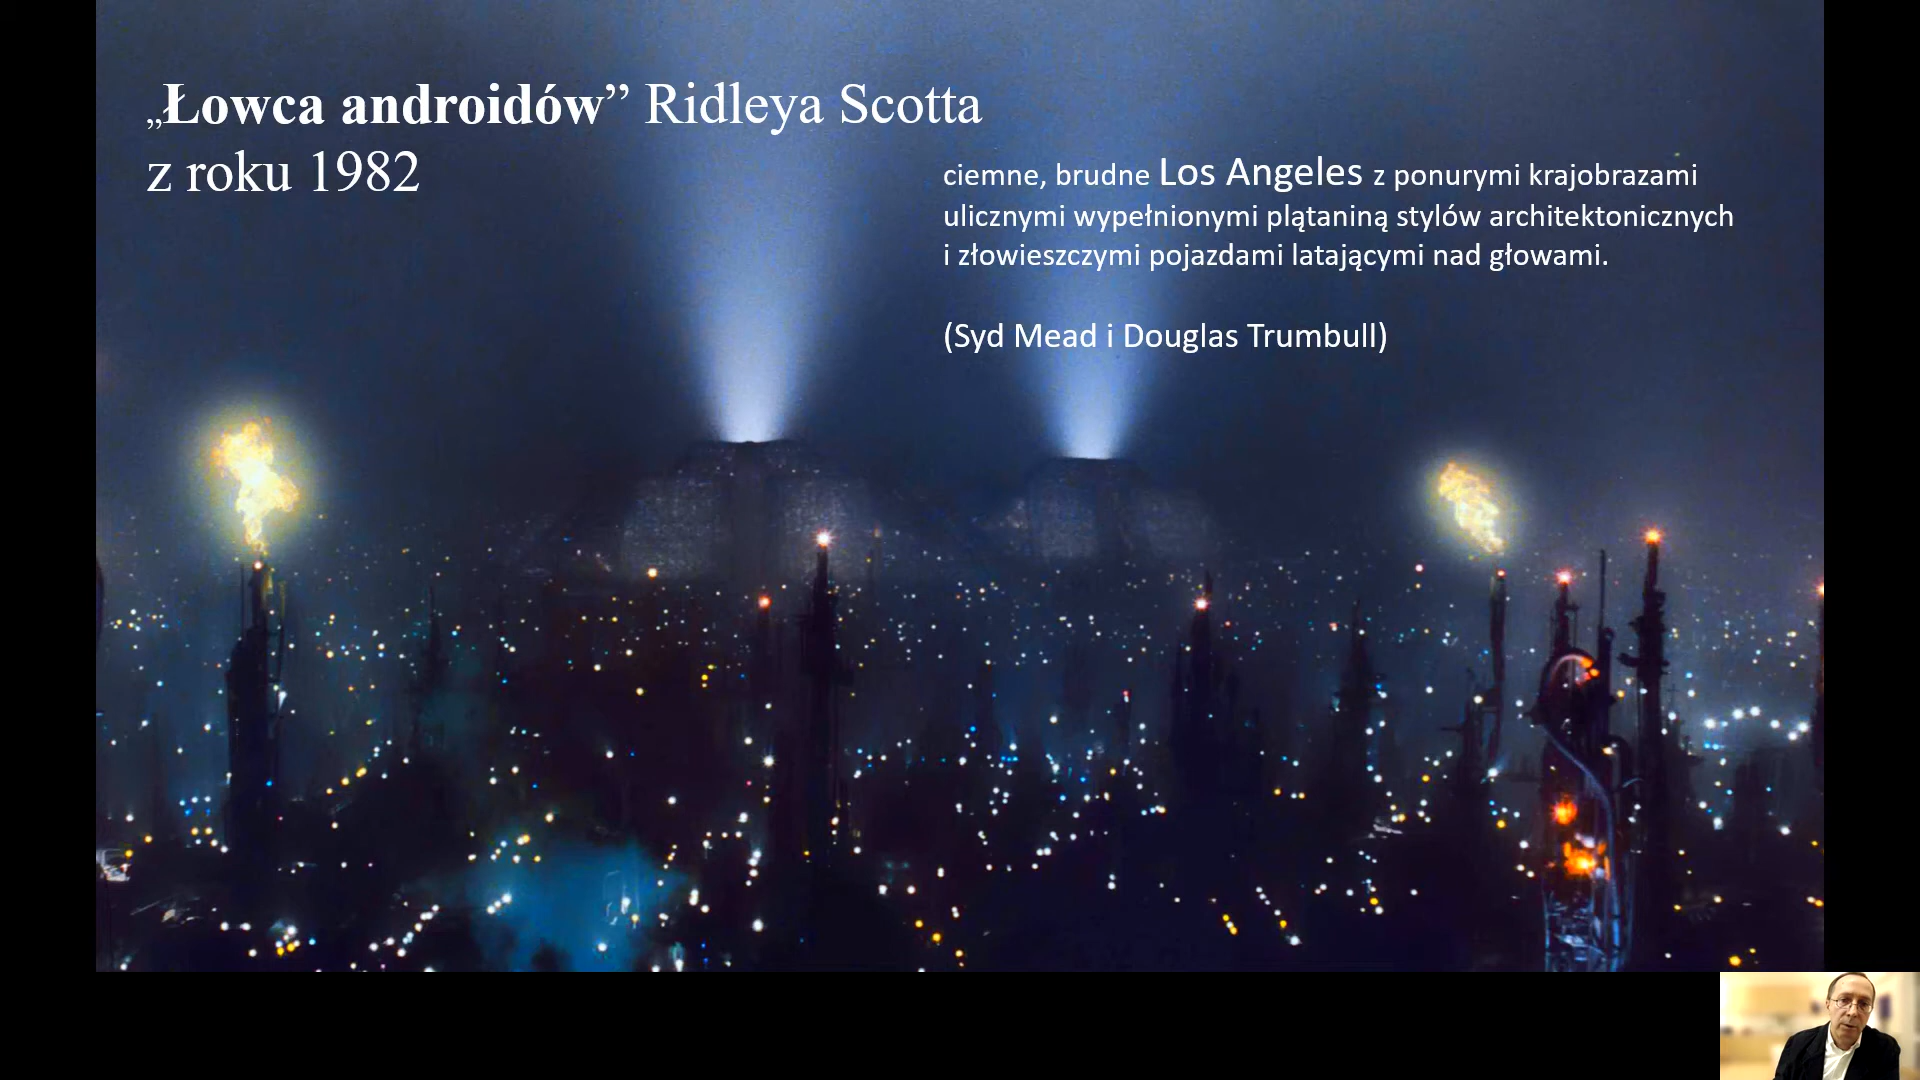 „Łowca androidów” Ridleya Scotta
z roku 1982
ciemne, brudne Los Angeles z ponurymi krajobrazami
ulicznymi wypełnionymi plątaniną stylów architektonicznych
i złowieszczymi pojazdami latającymi nad głowami.
(Syd Mead i Douglas Trumbull)